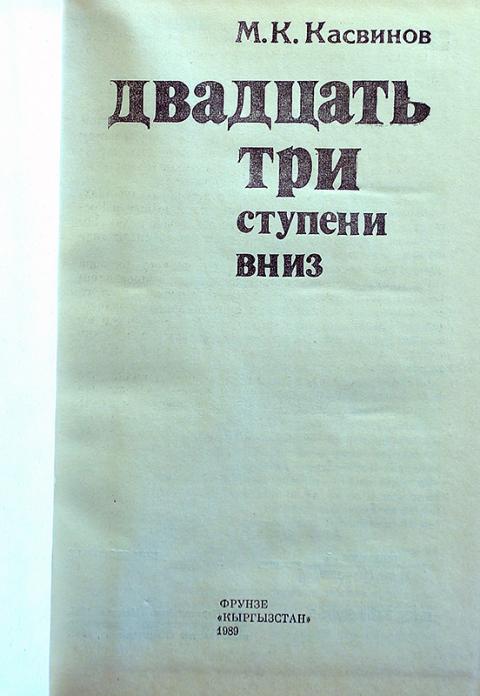 М. К. Касвинов
Двадцать
три
ступени
вниз
ФРУНЗЕ
«КЫРГЫЗСТАН»
1989